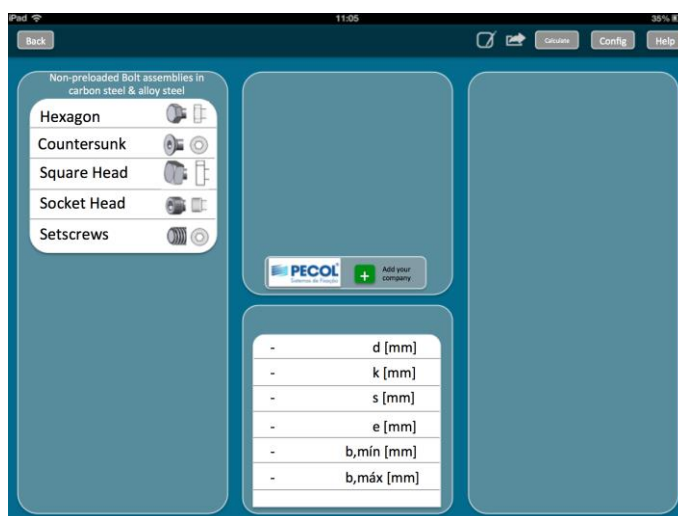 iPad 11:05 35%
Back Calculate Config Help
Non-preloaded Bolt assemblies in
carbon steel & alloy steel
Hexagon
Countersunk
Square Head
Socket Head
Setscrews
PECOL
Sistemas de Fixação
+ Add your
company
- d [mm]
- k [mm]
- s [mm]
- e [mm]
- b,mín [mm]
- b,máx [mm]